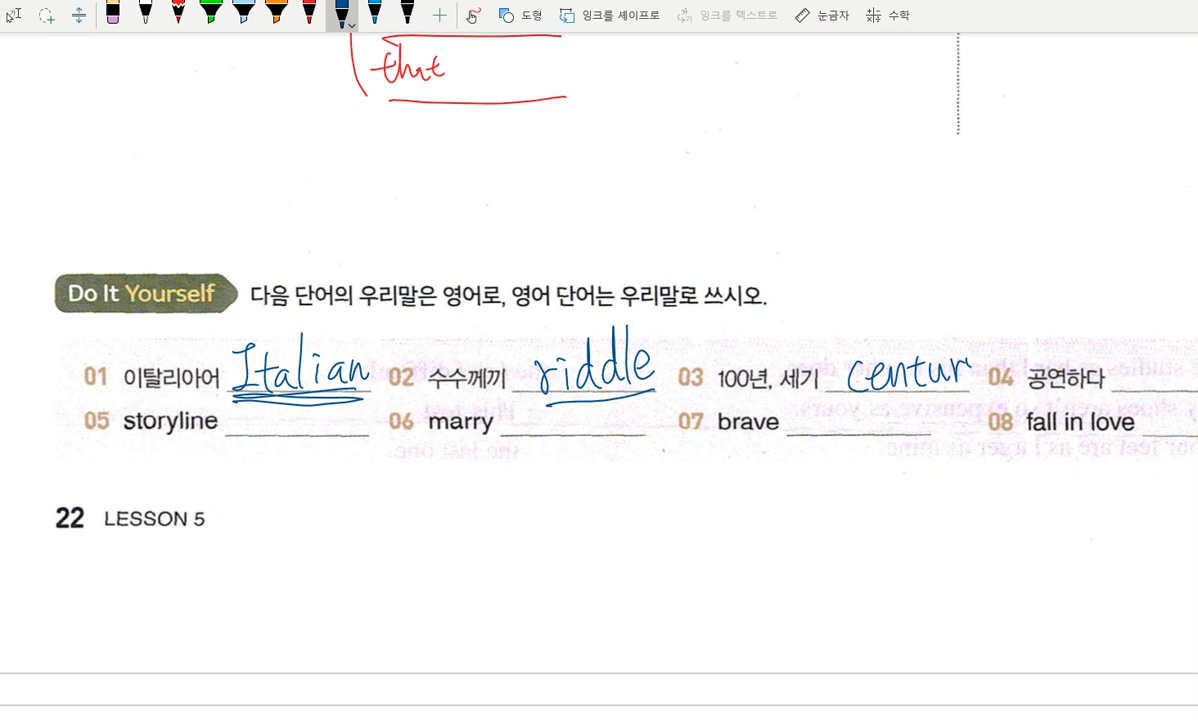 도형 잉크를 셰이프로 잉크를 텍스트로 눈금자 수학
that
Do It Yourself 다음 단어의 우리말은 영어로, 영어 단어는 우리말로 쓰시오.
01 이탈리아어 Italian 02 수수께끼 riddle 03 100년, 세기 centur 04 공연하다
05 storyline 06 marry 07 brave 08 fall in love
22 LESSON 5